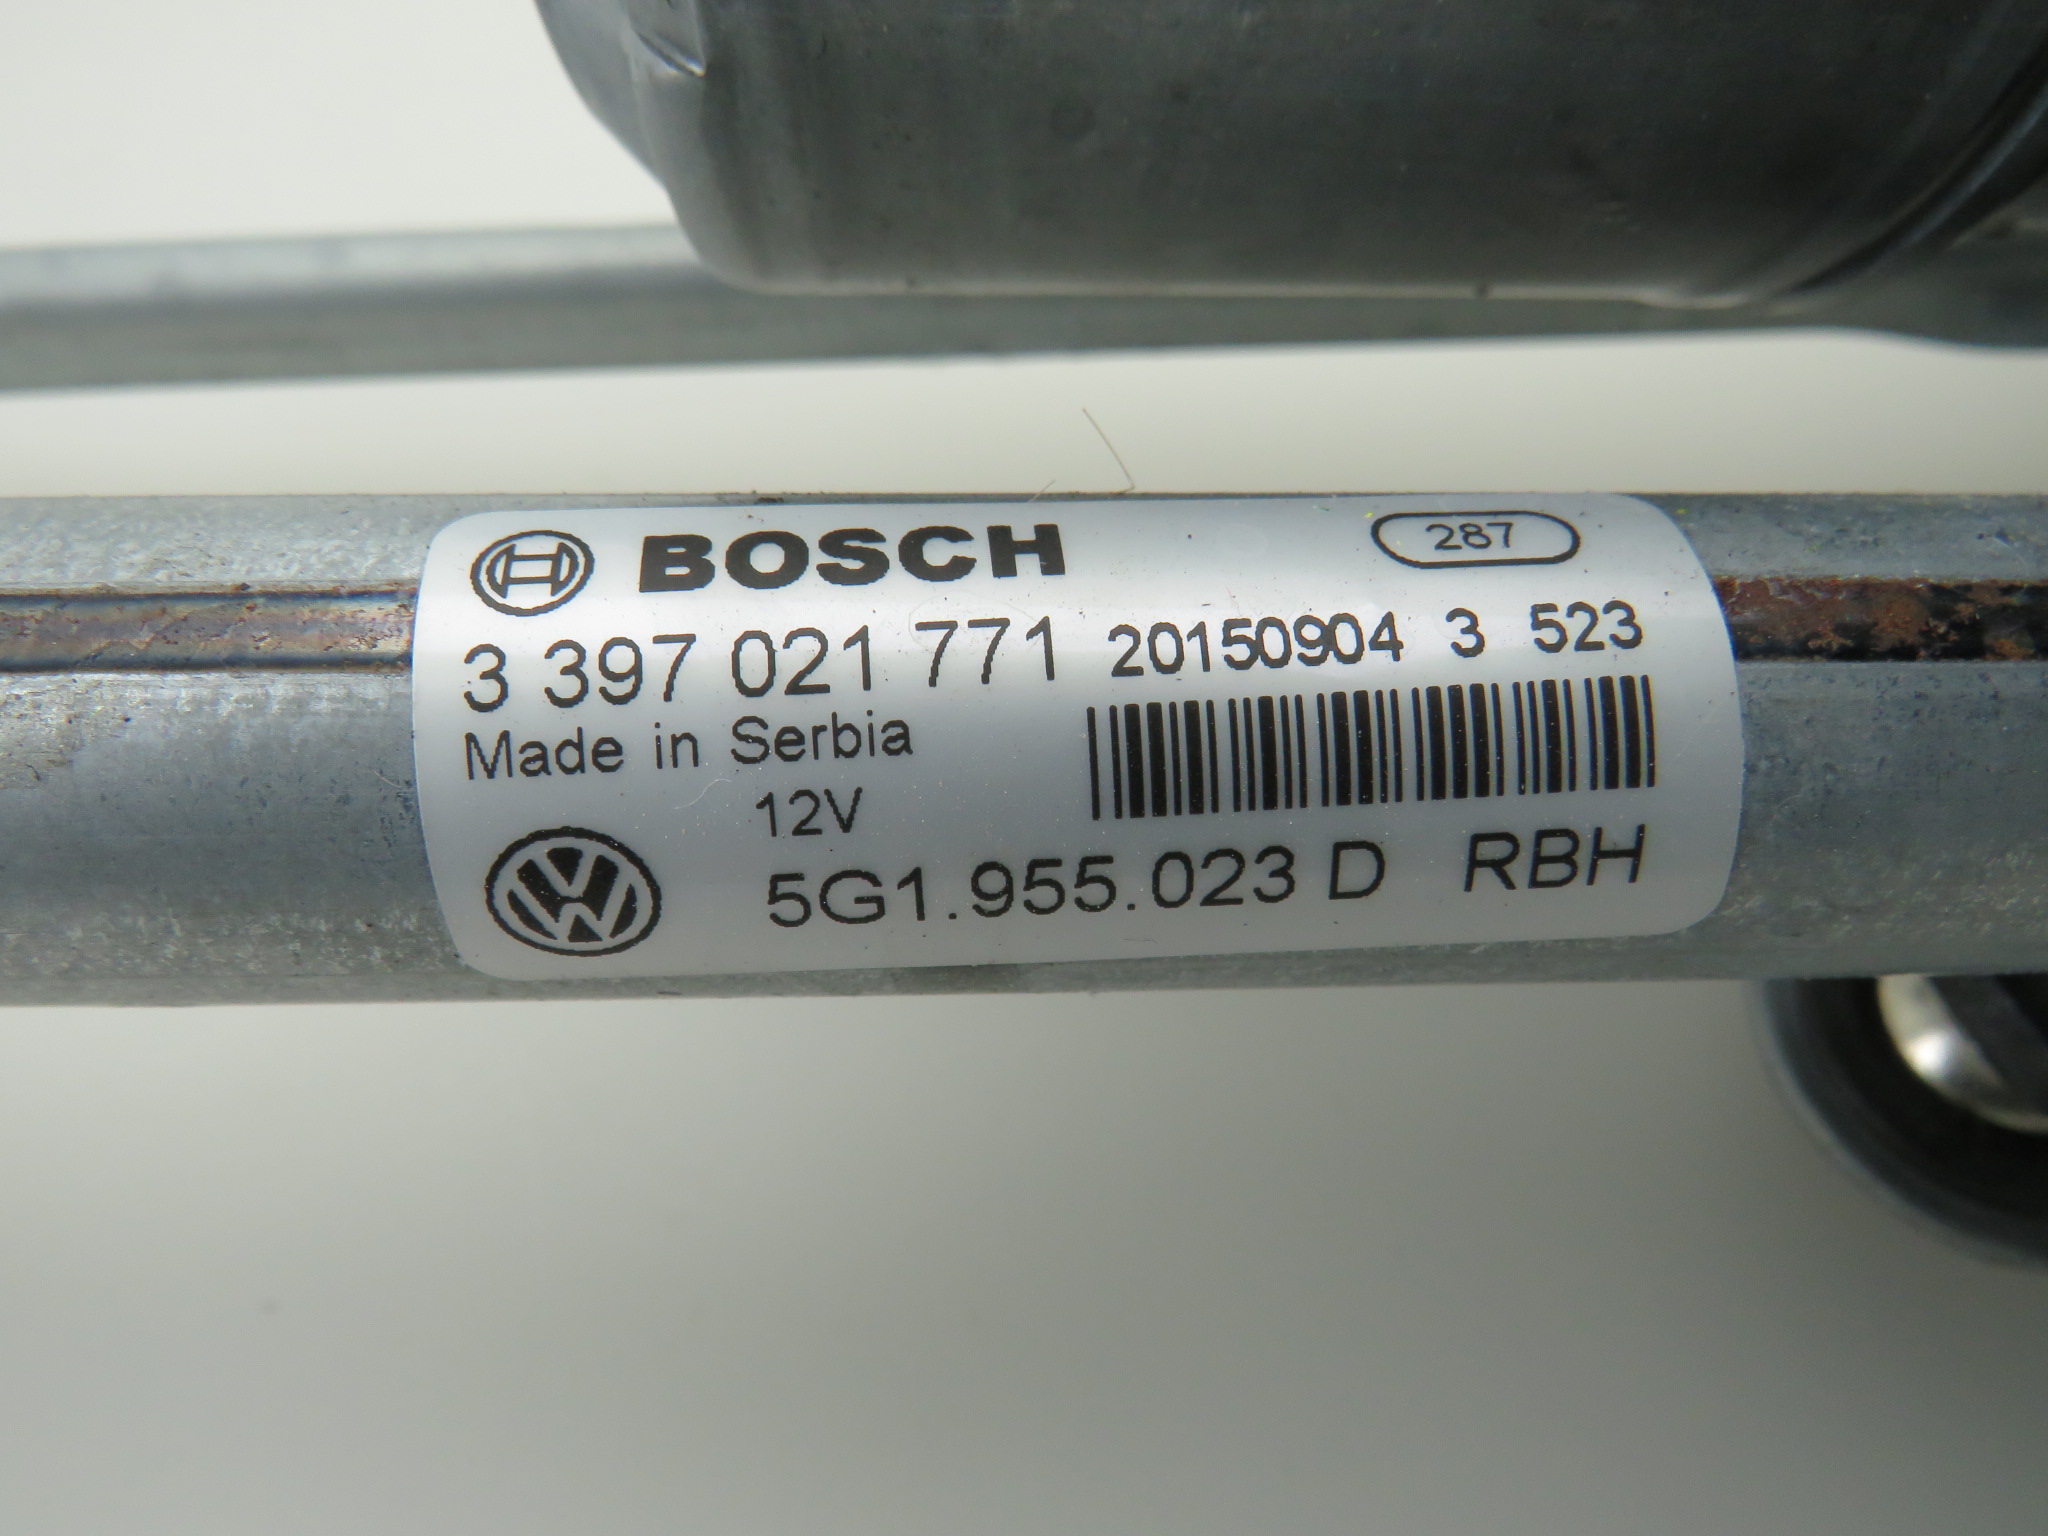 BOSCH 287
3 397 021 771 20150904 3 523
Made in Serbia
12V
5G1.955.023 D RBH